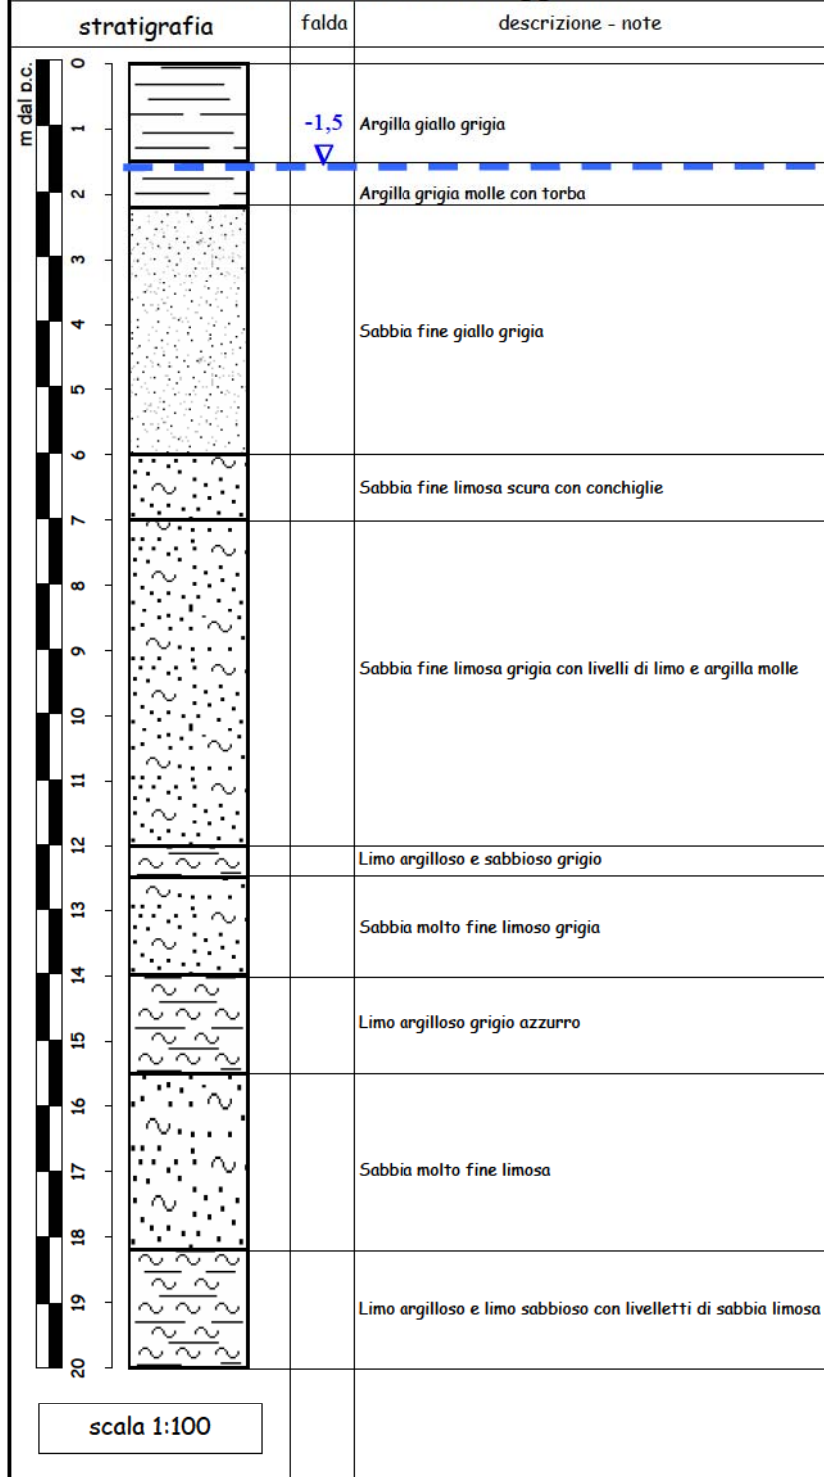 stratigrafia falda descrizione - note
m dal p.c.
0
-1,5
Argilla giallo grigia
1
2
Argilla grigia molle con torba
3
4
Sabbia fine giallo grigia
5
6
Sabbia fine limosa scura con conchiglie
7
8
9
Sabbia fine limosa grigia con livelli di limo e argilla molle
10
11
12
Limo argilloso e sabbioso grigio
13
Sabbia molto fine limoso grigia
14
Limo argilloso grigio azzurro
15
16
17
Sabbia molto fine limosa
18
19
Limo argilloso e limo sabbioso con livelletti di sabbia limosa
20
scala 1:100